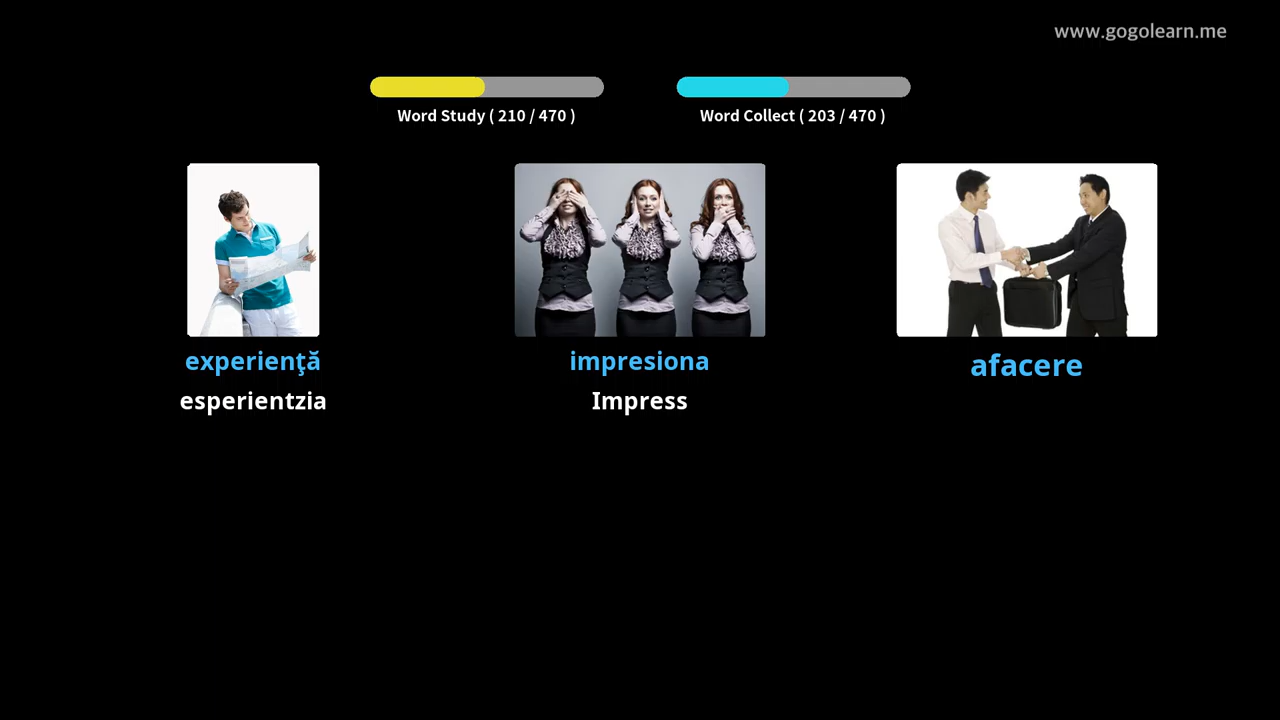 www.gogolearn.me
Word Study ( 210 / 470 )
Word Collect ( 203 / 470 )
experienţă
impresiona
afacere
esperientzia
Impress